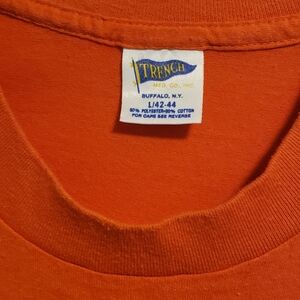 TRENCH
MFG. CO., INC.
BUFFALO, N.Y.
L/42-44
50% POLYESTER•50% COTTON
FOR CARE SEE REVERSE